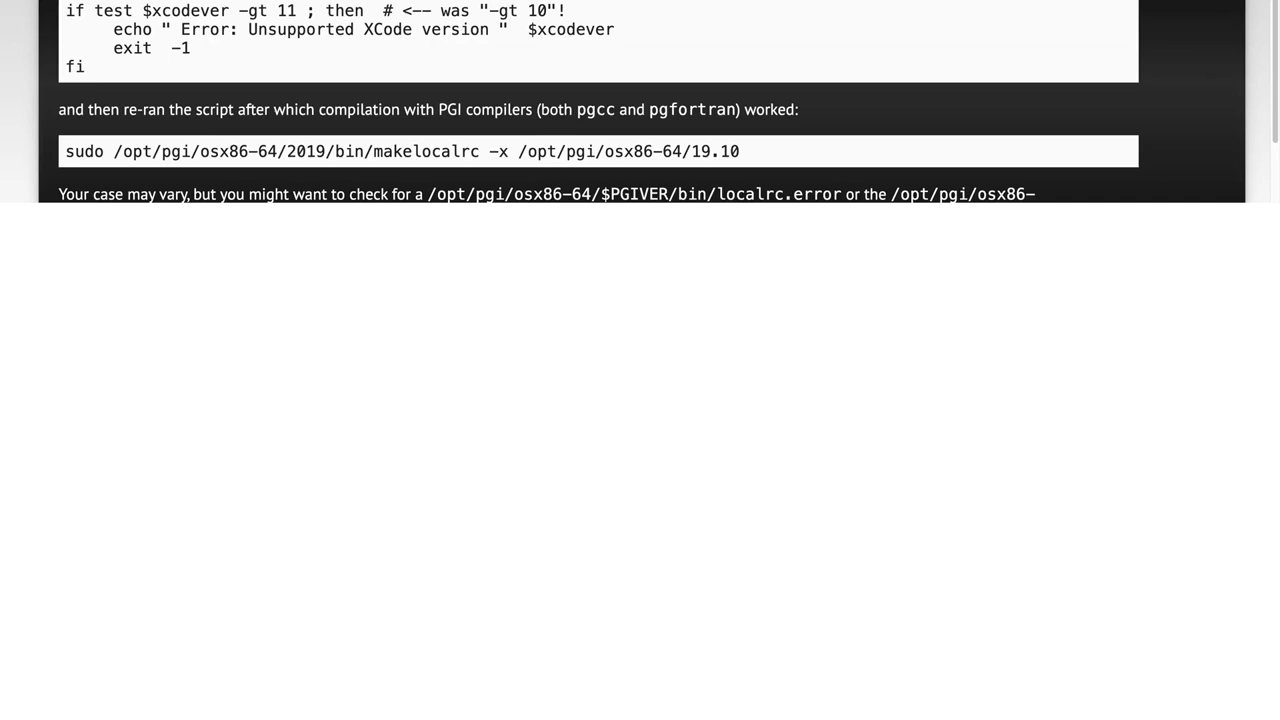 if test $xcodever -gt 11 ; then  # <-- was "-gt 10"!
     echo " Error: Unsupported XCode version "  $xcodever
     exit  -1
fi
and then re-ran the script after which compilation with PGI compilers (both pgcc and pgfortran) worked:
sudo /opt/pgi/osx86-64/2019/bin/makelocalrc -x /opt/pgi/osx86-64/19.10
Your case may vary, but you might want to check for a /opt/pgi/osx86-64/$PGIVER/bin/localrc.error or the /opt/pgi/osx86-